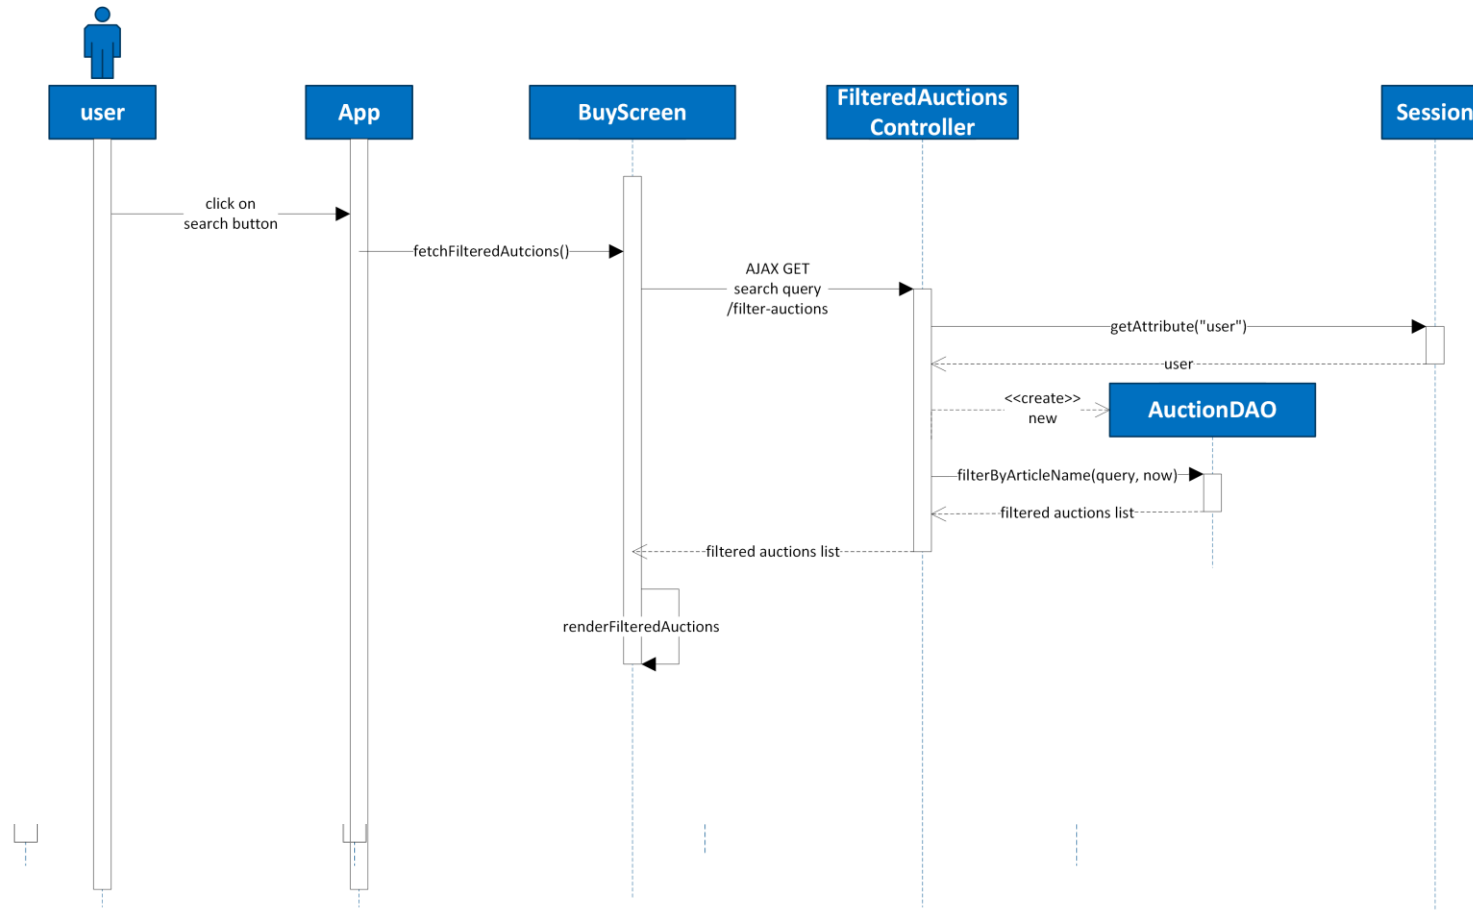 user
App
BuyScreen
FilteredAuctions
Controller
Session
click on
search button
fetchFilteredAutcions()
AJAX GET
search query
/filter-auctions
getAttribute("user")
user
<<create>>
new
AuctionDAO
filterByArticleName(query, now)
filtered auctions list
filtered auctions list
renderFilteredAuctions